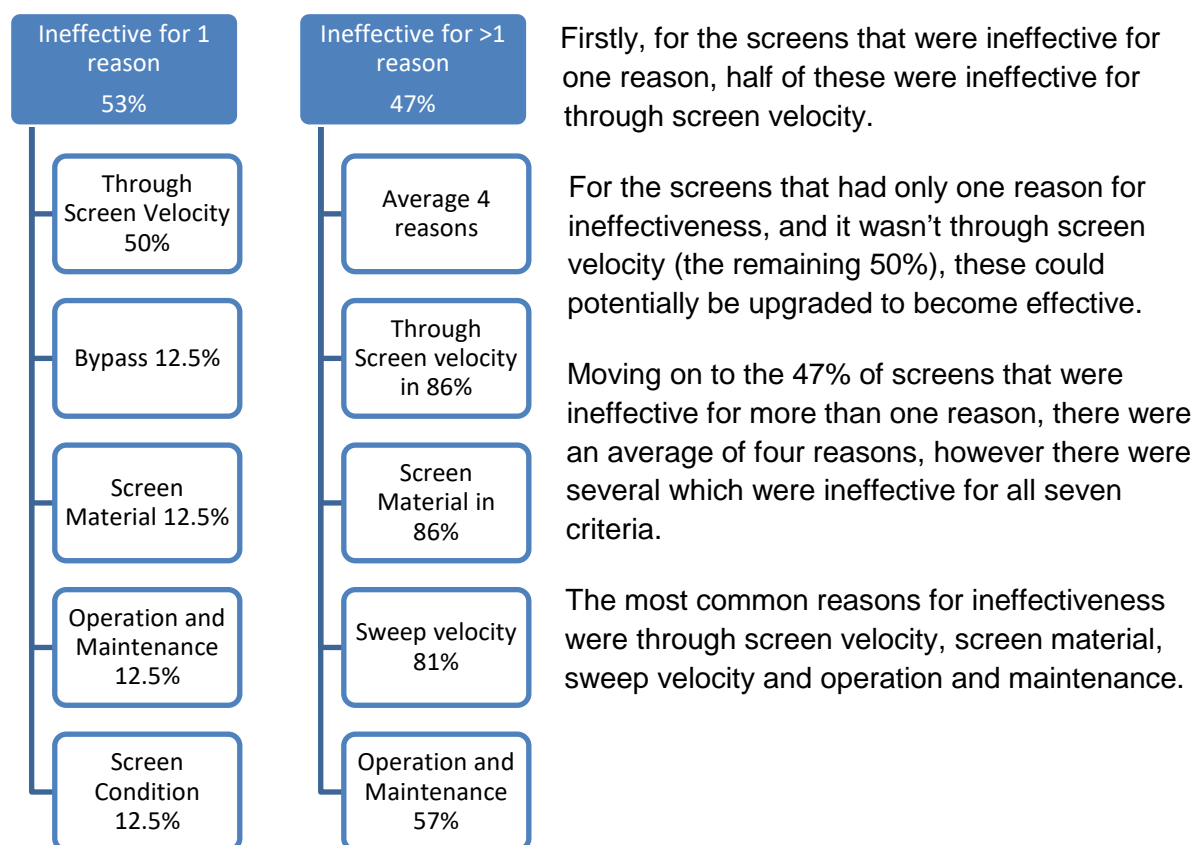 Ineffective for 1
reason
53%
Through
Screen Velocity
50%
Bypass 12.5%
Screen
Material 12.5%
Operation and
Maintenance
12.5%
Screen
Condition
12.5%
Ineffective for >1
reason
47%
Average 4
reasons
Through
Screen velocity
in 86%
Screen
Material in
86%
Sweep velocity
81%
Operation and
Maintenance
57%
Firstly, for the screens that were ineffective for
one reason, half of these were ineffective for
through screen velocity.
For the screens that had only one reason for
ineffectiveness, and it wasn’t through screen
velocity (the remaining 50%), these could
potentially be upgraded to become effective.
Moving on to the 47% of screens that were
ineffective for more than one reason, there were
an average of four reasons, however there were
several which were ineffective for all seven
criteria.
The most common reasons for ineffectiveness
were through screen velocity, screen material,
sweep velocity and operation and maintenance.